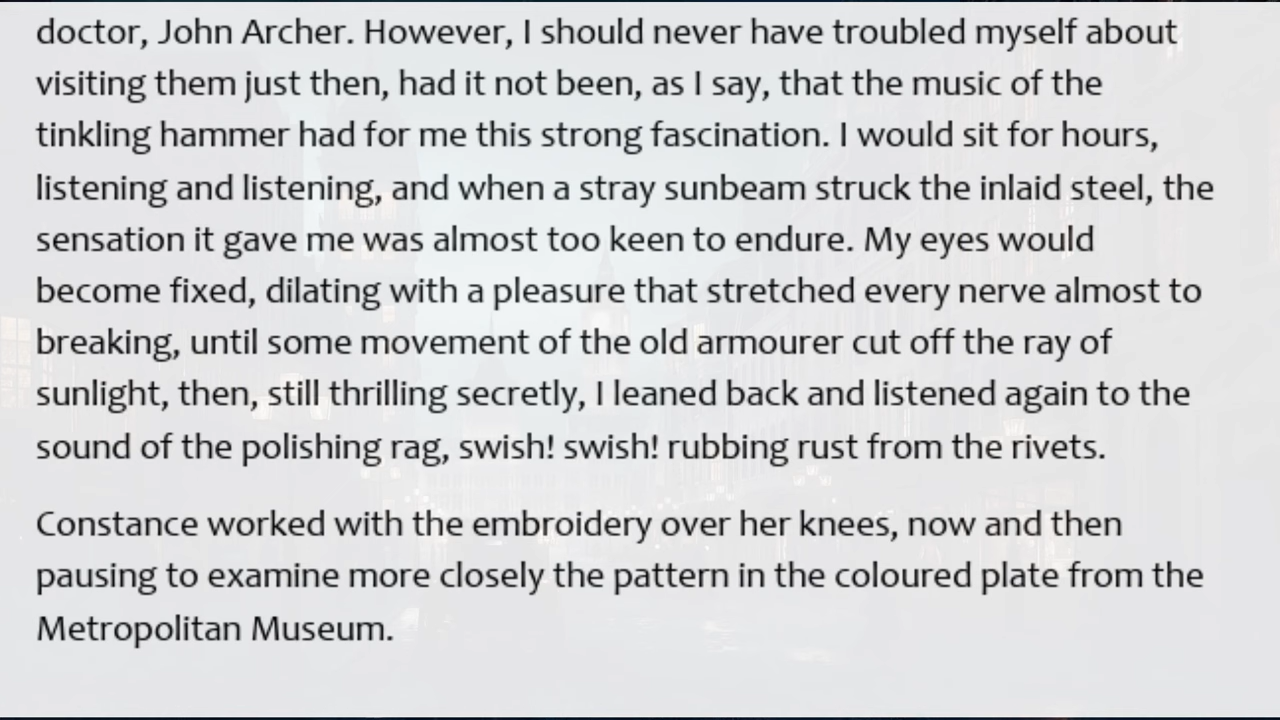 doctor, John Archer. However, I should never have troubled myself about
visiting them just then, had it not been, as I say, that the music of the
tinkling hammer had for me this strong fascination. I would sit for hours,
listening and listening, and when a stray sunbeam struck the inlaid steel, the
sensation it gave me was almost too keen to endure. My eyes would
become fixed, dilating with a pleasure that stretched every nerve almost to
breaking, until some movement of the old armourer cut off the ray of
sunlight, then, still thrilling secretly, I leaned back and listened again to the
sound of the polishing rag, swish! swish! rubbing rust from the rivets.
Constance worked with the embroidery over her knees, now and then
pausing to examine more closely the pattern in the coloured plate from the
Metropolitan Museum.